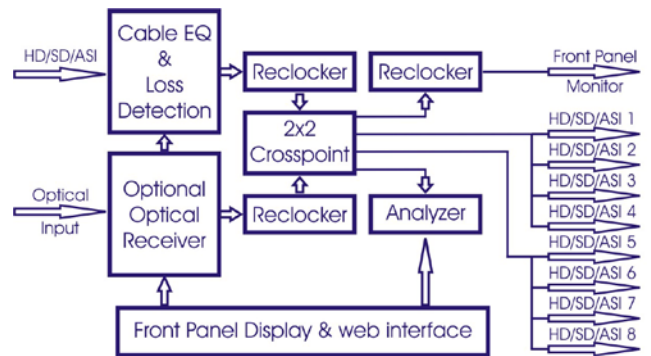 HD/SD/ASI
Cable EQ
&
Loss
Detection
Reclocker
Reclocker
Front Panel
Monitor
2x2
Crosspoint
HD/SD/ASI 1
HD/SD/ASI 2
HD/SD/ASI 3
HD/SD/ASI 4
HD/SD/ASI 5
HD/SD/ASI 6
HD/SD/ASI 7
HD/SD/ASI 8
Optical
Input
Optional
Optical
Receiver
Reclocker
Analyzer
Front Panel Display & web interface